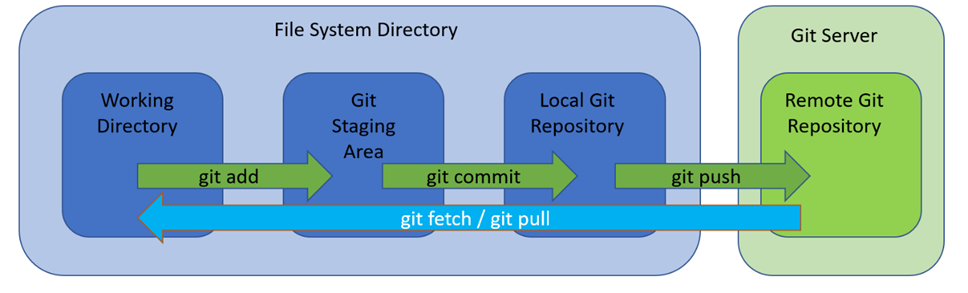 File System Directory
Git Server
Working
Directory
Git
Staging
Area
Local Git
Repository
Remote Git
Repository
git add
git commit
git push
git fetch / git pull